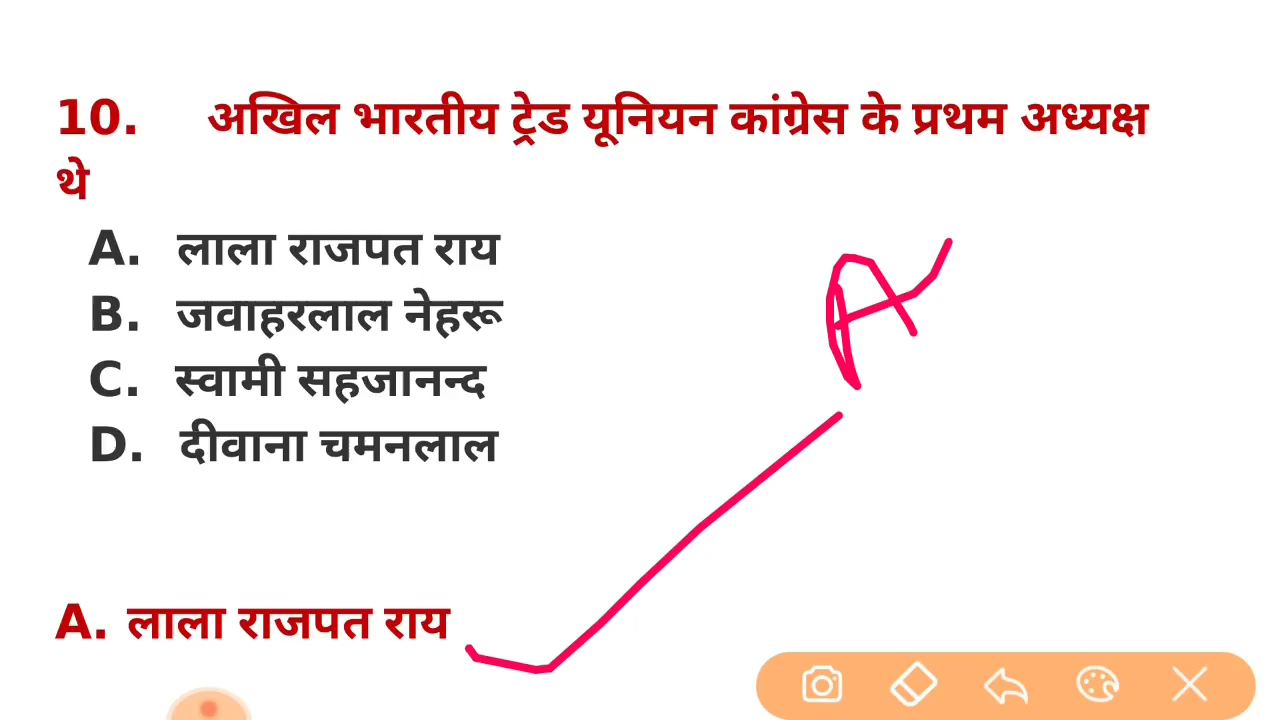 10. अखिल भारतीय ट्रेड यूनियन कांग्रेस के प्रथम अध्यक्ष
थे
A. लाला राजपत राय
B. जवाहरलाल नेहरू
C. स्वामी सहजानन्द
D. दीवाना चमनलाल
A
A. लाला राजपत राय